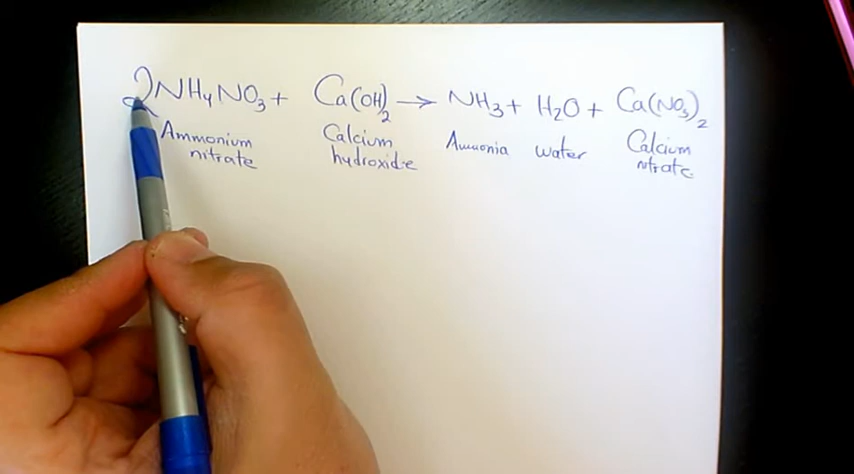 2NH4NO3 + Ca(OH)2 → NH3 + H2O + Ca(NO3)2
Ammonium Calcium Ammonia water Calcium
nitrate hydroxide nitrate